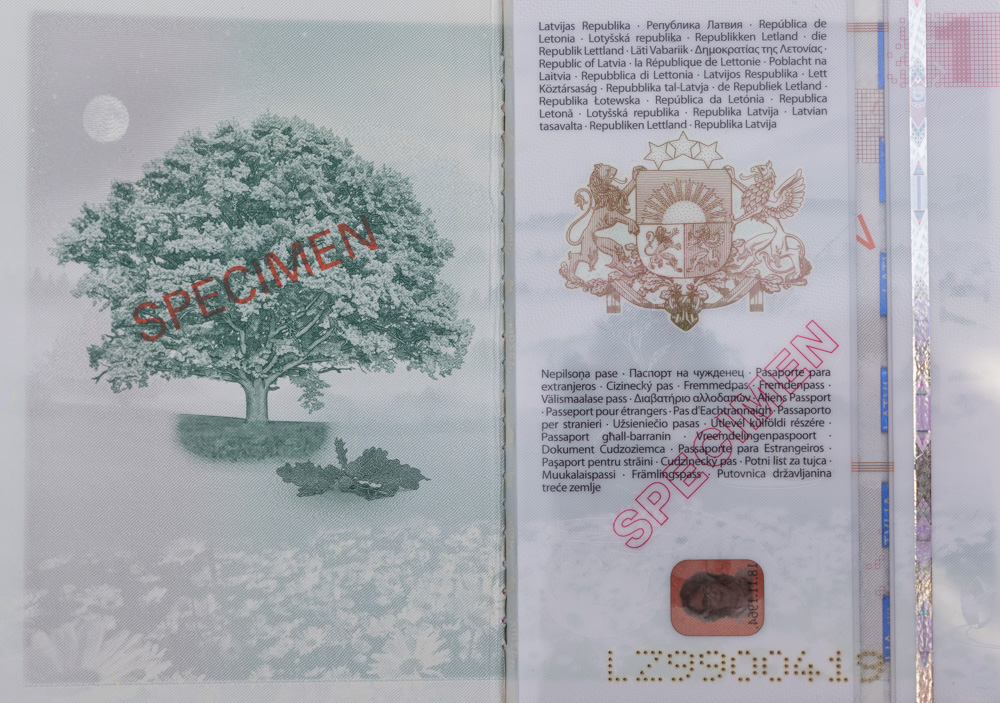 SPECIMEN
Latvijas Republika · Република Латвия · República de
Letonia · Lotyšská republika · Republikken Letland · die
Republik Lettland · Läti Vabariik · Δημοκρατίας της Λετονίας ·
Republic of Latvia · la République de Lettonie · Poblacht na
Laitvia · Repubblica di Lettonia · Latvijos Respublika · Lett
Köztársaság · Repubblika tal-Latvja · de Republiek Letland ·
Republika Łotewska · República da Letónia · Republica
Letonă · Lotyšská republika · Republika Latvija · Latvian
tasavalta · Republiken Lettland · Republika Latvija
Nepilsoņa pase · Паспорт на чужденец · Pasaporte para
extranjeros · Cizinecký pas · Fremmedpas · Fremdenpass ·
Välismaalase pass · Διαβατήριο αλλοδαπών · Aliens Passport
· Passeport pour étrangers · Pas d'Eachtrannaigh · Passaporto
per stranieri · Užsieniečio pasas · Útlevél külföldi részére ·
Passaport għall-barranin · Vreemdelingenpaspoort ·
Dokument Cudzoziemca · Passaporte para Estrangeiros ·
Paşaport pentru străini · Cudzinecký pas · Potni list za tujca ·
Muukalaispassi · Främlingspass · Putovnica državljanina
treće zemlje
SPECIMEN
18.11.1964
LZ9900418